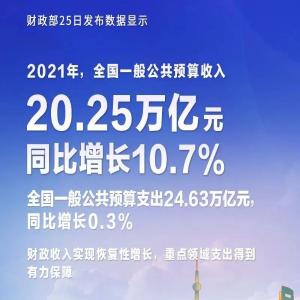 财政部25日发布数据显示
2021年，全国一般公共预算收入
20.25万亿元
同比增长10.7%
全国一般公共预算支出24.63万亿元，
同比增长0.3%
财政收入实现恢复性增长，重点领域支出得到
有力保障